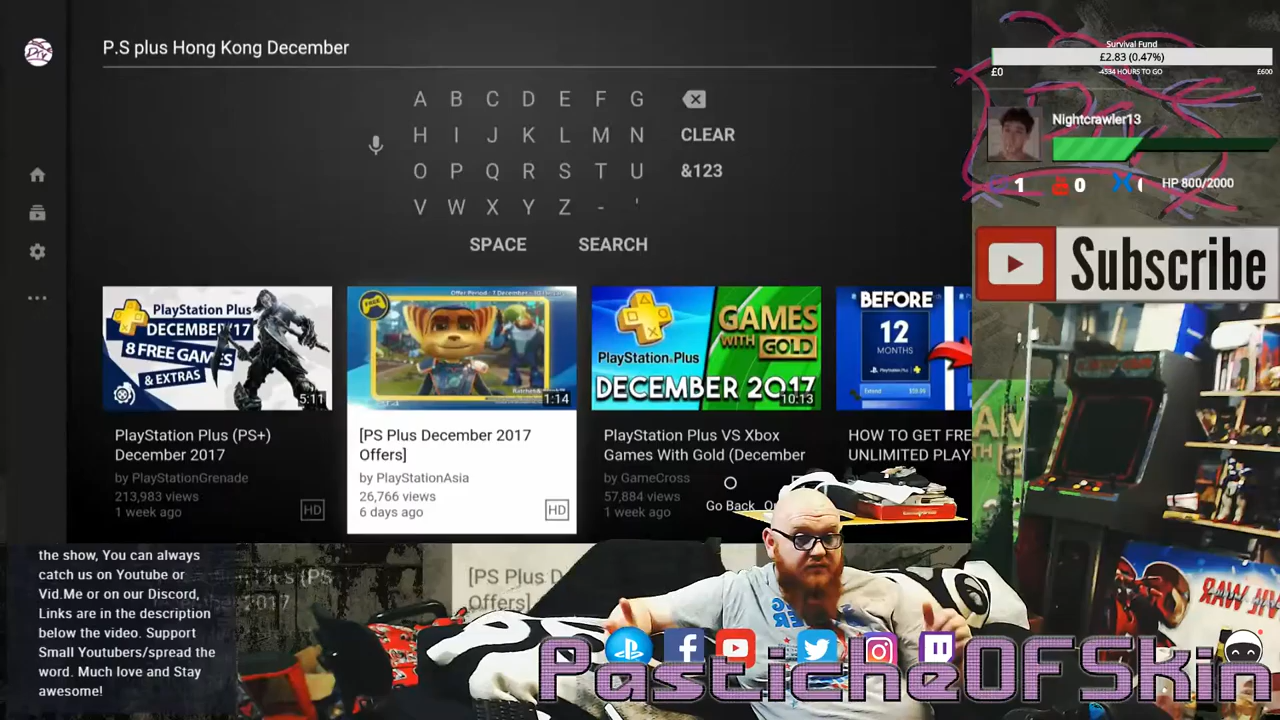 P.S plus Hong Kong December
A B C D E F G
H I J K L M N CLEAR
O P Q R S T U &123
V W X Y Z - '
SPACE SEARCH
PlayStation Plus
DECEMBER'17
8 FREE GAMES
& EXTRAS
5:11
PlayStation Plus (PS+)
December 2017
by PlayStationGrenade
213,983 views
1 week ago
HD
FREE
1:14
[PS Plus December 2017
Offers]
by PlayStationAsia
26,766 views
6 days ago
HD
PlayStation Plus
GAMES
WITH GOLD
DECEMBER 2017
10:13
PlayStation Plus VS Xbox
Games With Gold (December
by GameCross
57,884 views
1 week ago
Go Back
BEFORE
12
MONTHS
HOW TO GET FRE
UNLIMITED PLAY
Survival Fund
£2.83 (0.47%)
£0 -4534 HOURS TO GO £600
Nightcrawler13
1 0 HP 800/2000
Subscribe
the show, You can always
catch us on Youtube or
Vid.Me or on our Discord,
Links are in the description
below the video. Support
Small Youtubers/spread the
word. Much love and Stay
awesome!
[PS Plus D
Offers]
PasticheOFSkin